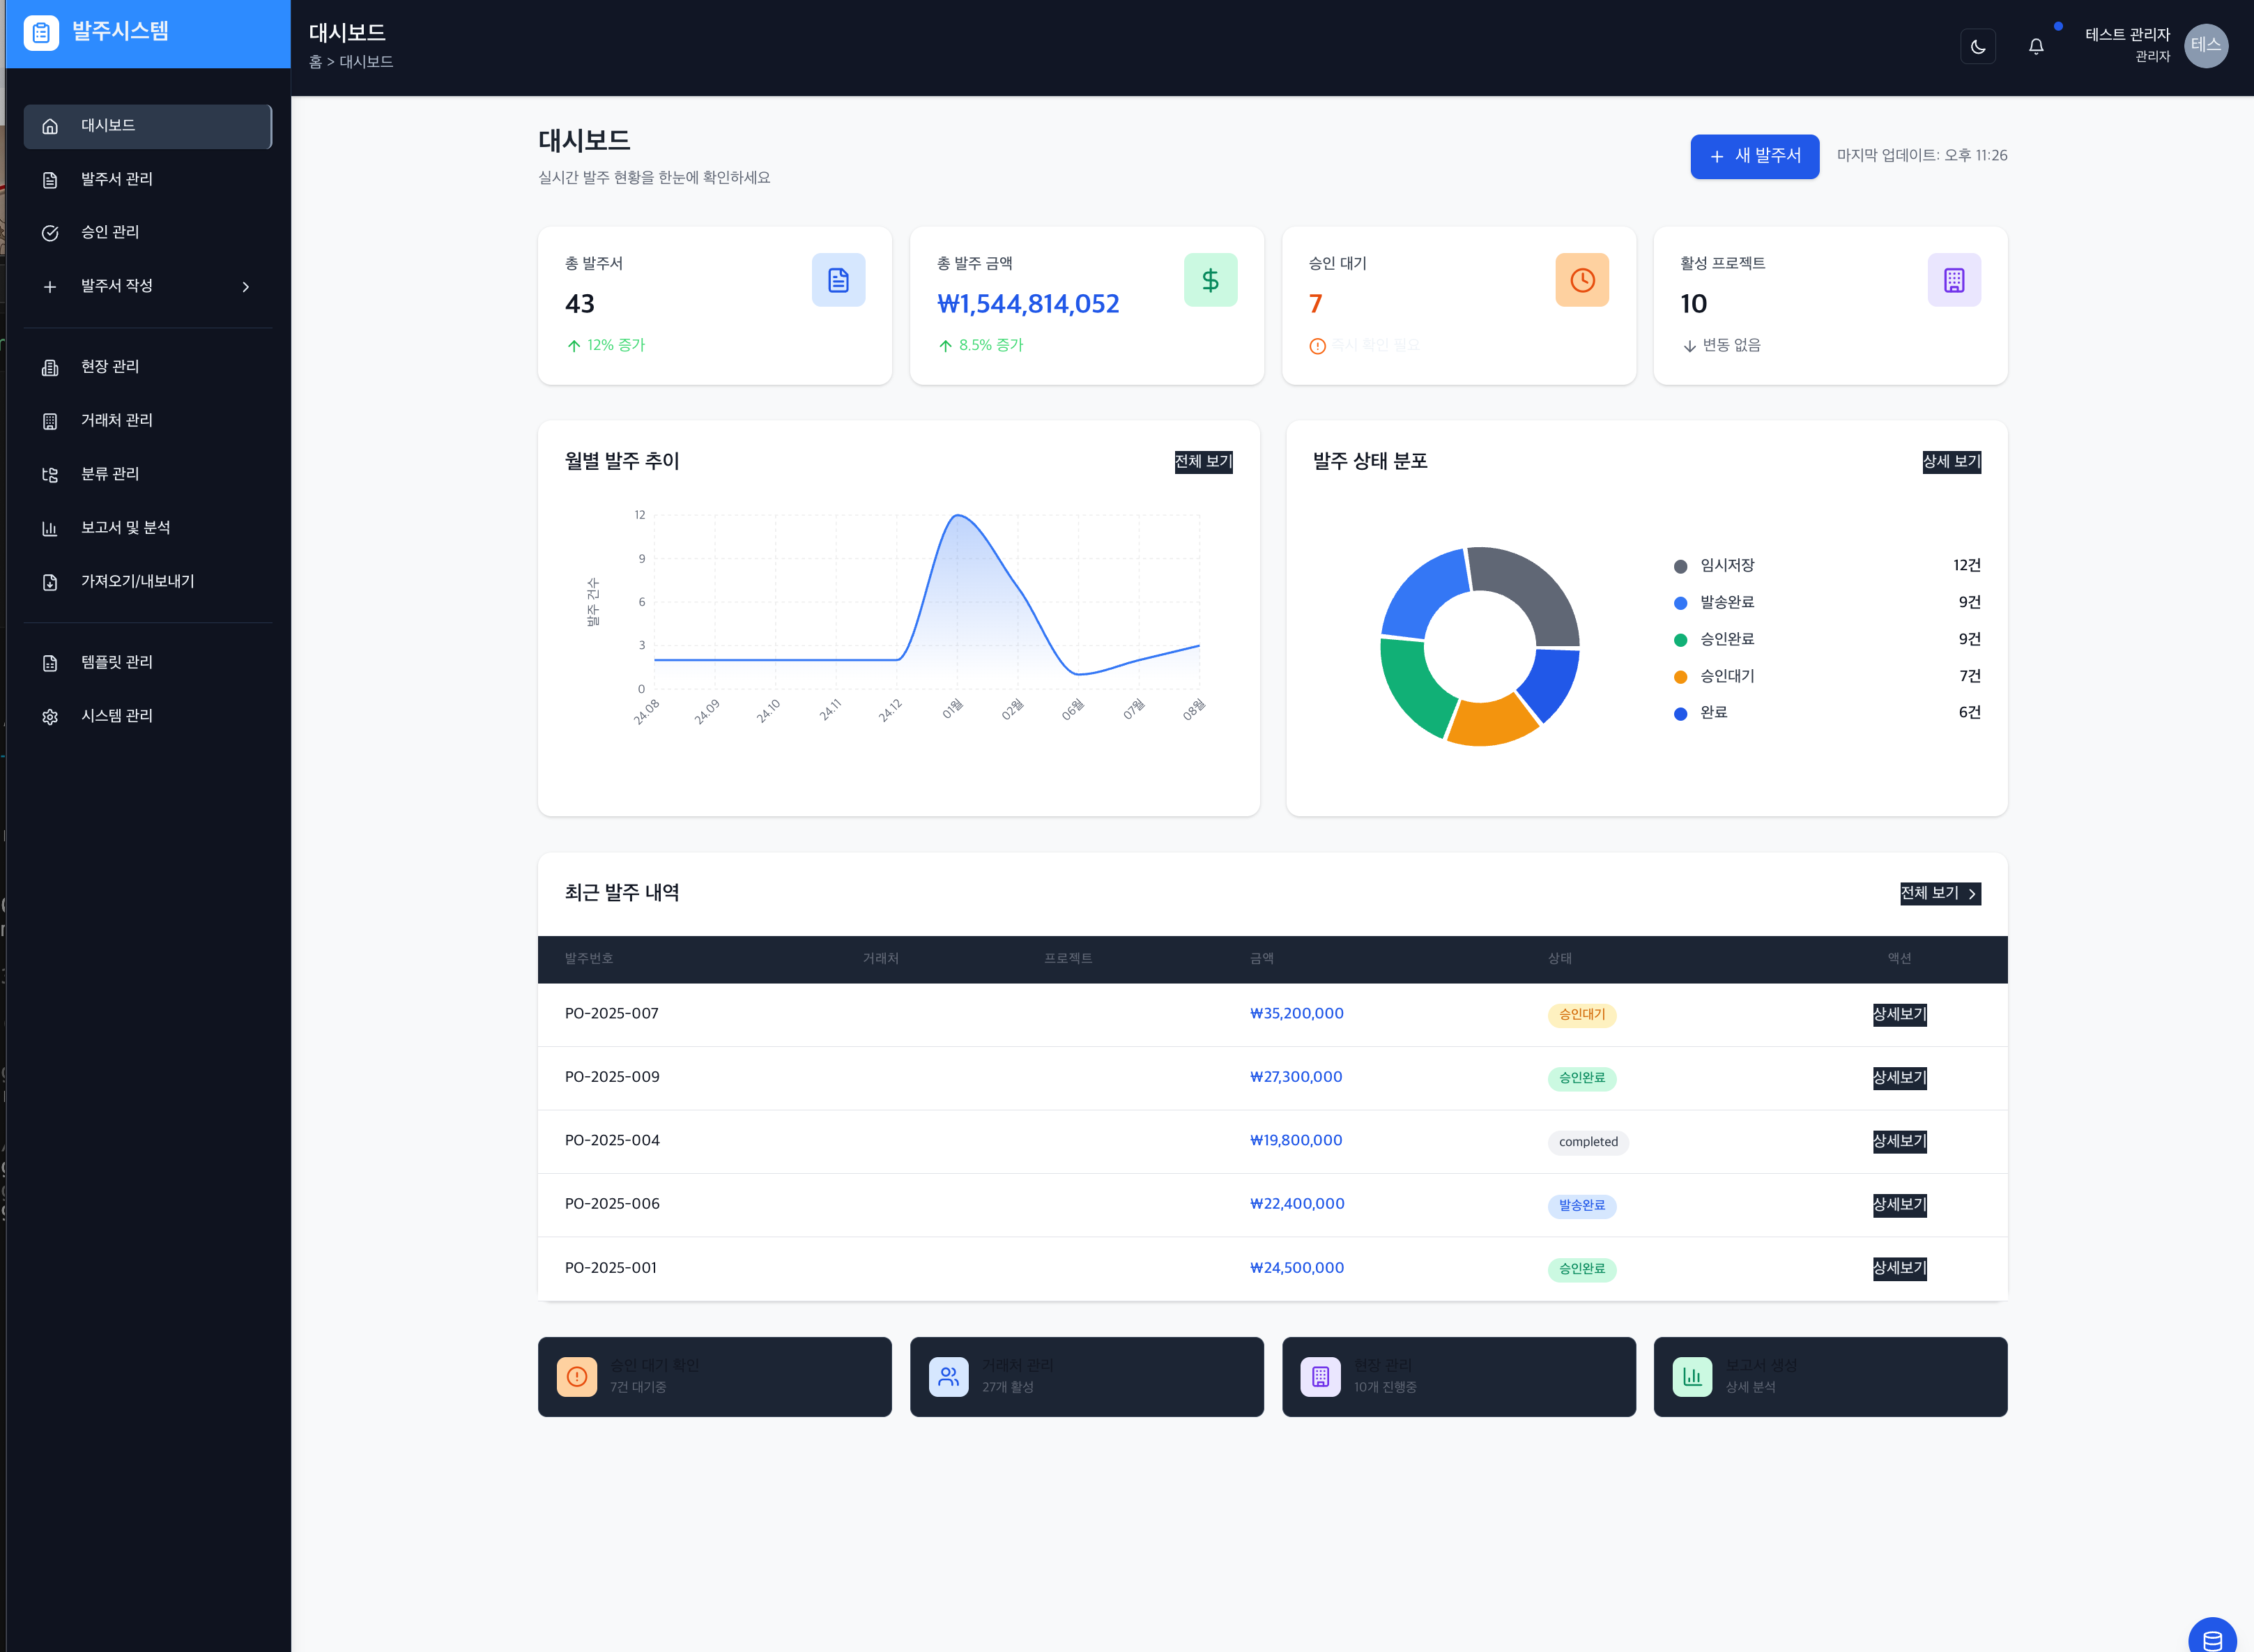 발주시스템
대시보드
발주서 관리
승인 관리
발주서 작성
현장 관리
거래처 관리
분류 관리
보고서 및 분석
가져오기/내보내기
템플릿 관리
시스템 관리
대시보드
홈 > 대시보드
테스트 관리자
관리자
테스
대시보드
실시간 발주 현황을 한눈에 확인하세요
새 발주서
마지막 업데이트: 오후 11:26
총 발주서
43
12% 증가
총 발주 금액
₩1,544,814,052
8.5% 증가
승인 대기
7
즉시 확인 필요
활성 프로젝트
10
변동 없음
월별 발주 추이
전체 보기
발주 건수
12
9
6
3
0
24.08
24.09
24.10
24.11
24.12
01월
02월
06월
07월
08월
발주 상태 분포
상세 보기
임시저장 12건
발송완료 9건
승인완료 9건
승인대기 7건
완료 6건
최근 발주 내역
전체 보기
발주번호 거래처 프로젝트 금액 상태 액션
PO-2025-007 ₩35,200,000 승인대기 상세보기
PO-2025-009 ₩27,300,000 승인완료 상세보기
PO-2025-004 ₩19,800,000 completed 상세보기
PO-2025-006 ₩22,400,000 발송완료 상세보기
PO-2025-001 ₩24,500,000 승인완료 상세보기
승인 대기 확인
7건 대기중
거래처 관리
27개 활성
현장 관리
10개 진행중
보고서 생성
상세 분석